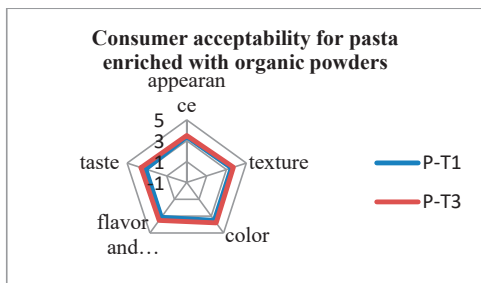 Consumer acceptability for pasta
enriched with organic powders
appearan
ce
5
3
1
-1
taste
texture
flavor
and…
color
P-T1
P-T3